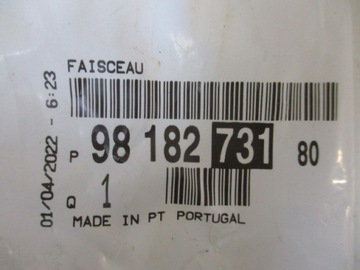 FAISCEAU
P 98 182 731 80
Q 1
MADE IN PT PORTUGAL
01/04/2022 - 6:23